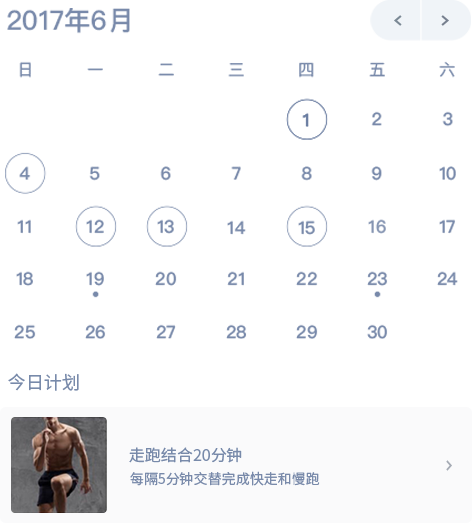 2017年6月
日 一 二 三 四 五 六
1 2 3
4 5 6 7 8 9 10
11 12 13 14 15 16 17
18 19 20 21 22 23 24
25 26 27 28 29 30
今日计划
走跑结合20分钟
每隔5分钟交替完成快走和慢跑